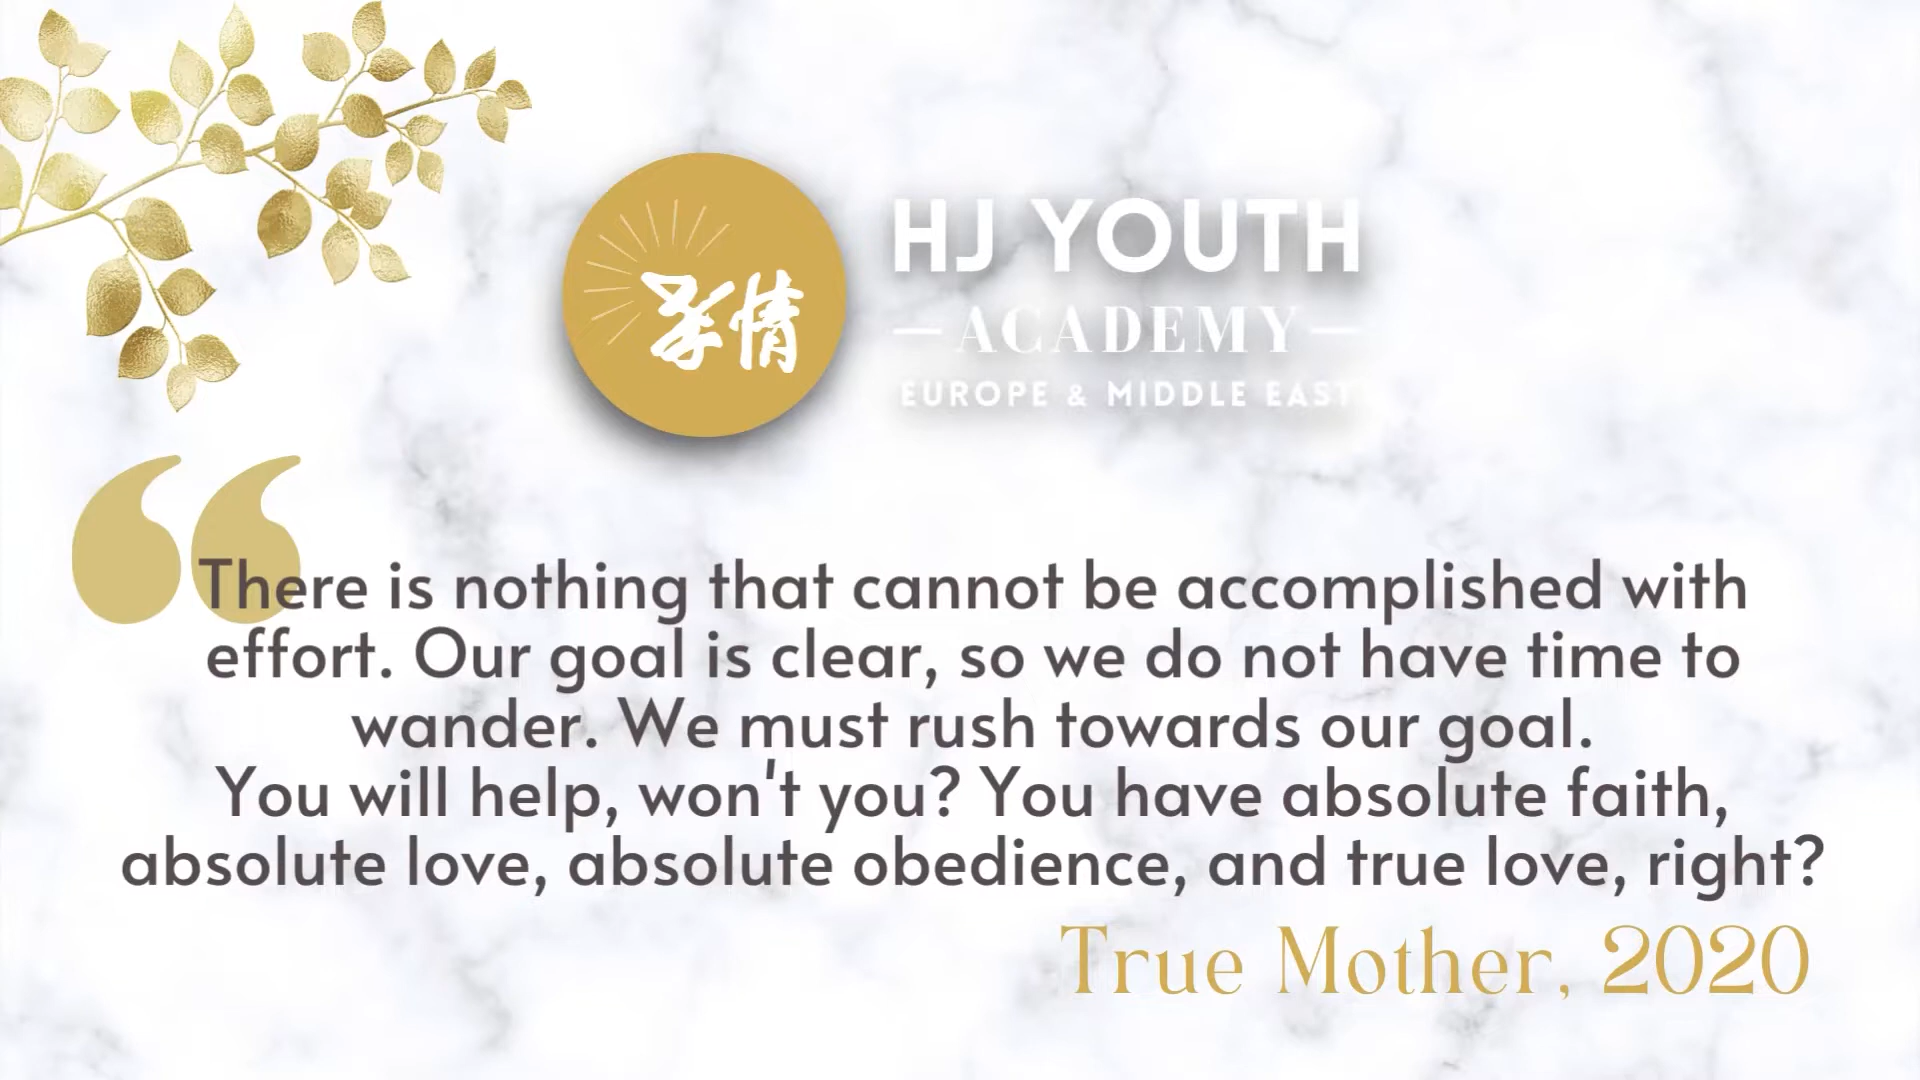 孝情
HJ YOUTH
ACADEMY
EUROPE & MIDDLE EAST
There is nothing that cannot be accomplished with
effort. Our goal is clear, so we do not have time to
wander. We must rush towards our goal.
You will help, won't you? You have absolute faith,
absolute love, absolute obedience, and true love, right?
True Mother, 2020